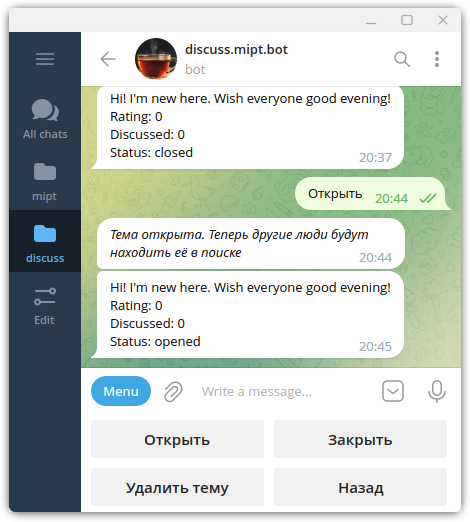 discuss.mipt.bot
bot
All chats
mipt
discuss
Edit
Hi! I'm new here. Wish everyone good evening!
Rating: 0
Discussed: 0
Status: closed
20:37
Открыть 20:44
Тема открыта. Теперь другие люди будут
находить её в поиске
20:44
Hi! I'm new here. Wish everyone good evening!
Rating: 0
Discussed: 0
Status: opened
20:45
Menu Write a message...
Открыть Закрыть
Удалить тему Назад